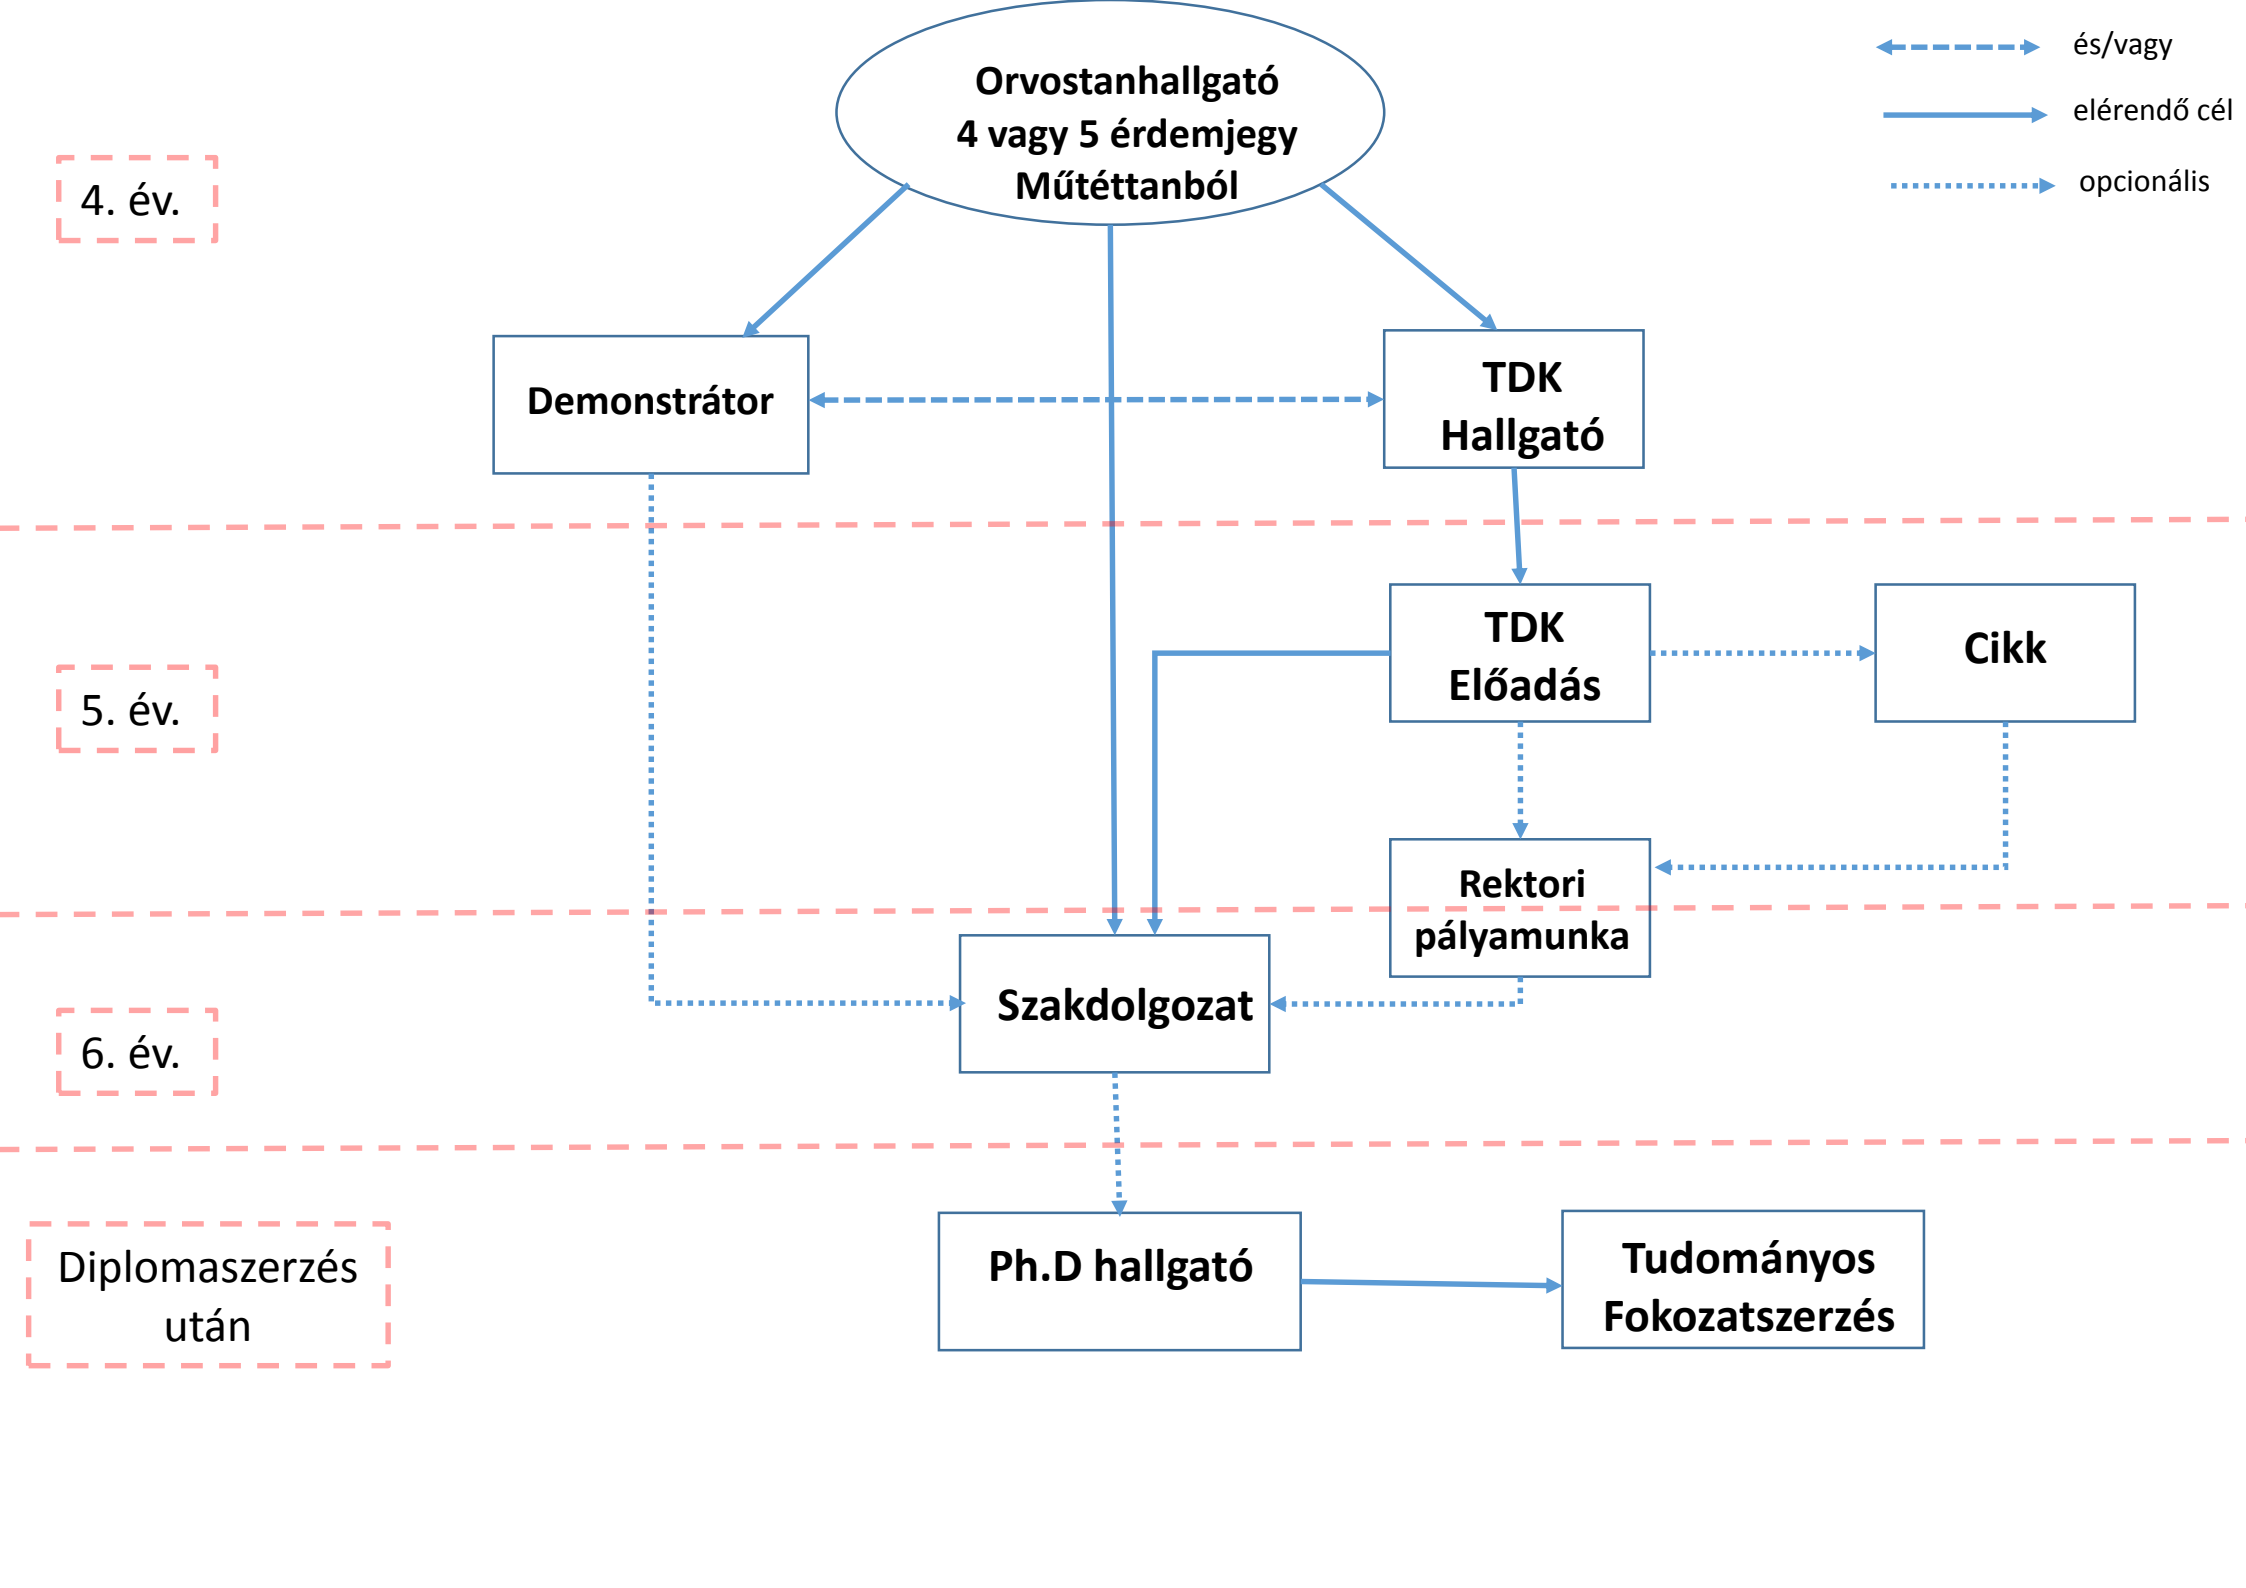 Orvostanhallgató
4 vagy 5 érdemjegy
Műtéttanból
és/vagy
elérendő cél
opcionális
4. év.
Demonstrátor
TDK
Hallgató
5. év.
TDK
Előadás
Cikk
Rektori
pályamunka
6. év.
Szakdolgozat
Diplomaszerzés
után
Ph.D hallgató
Tudományos
Fokozatszerzés